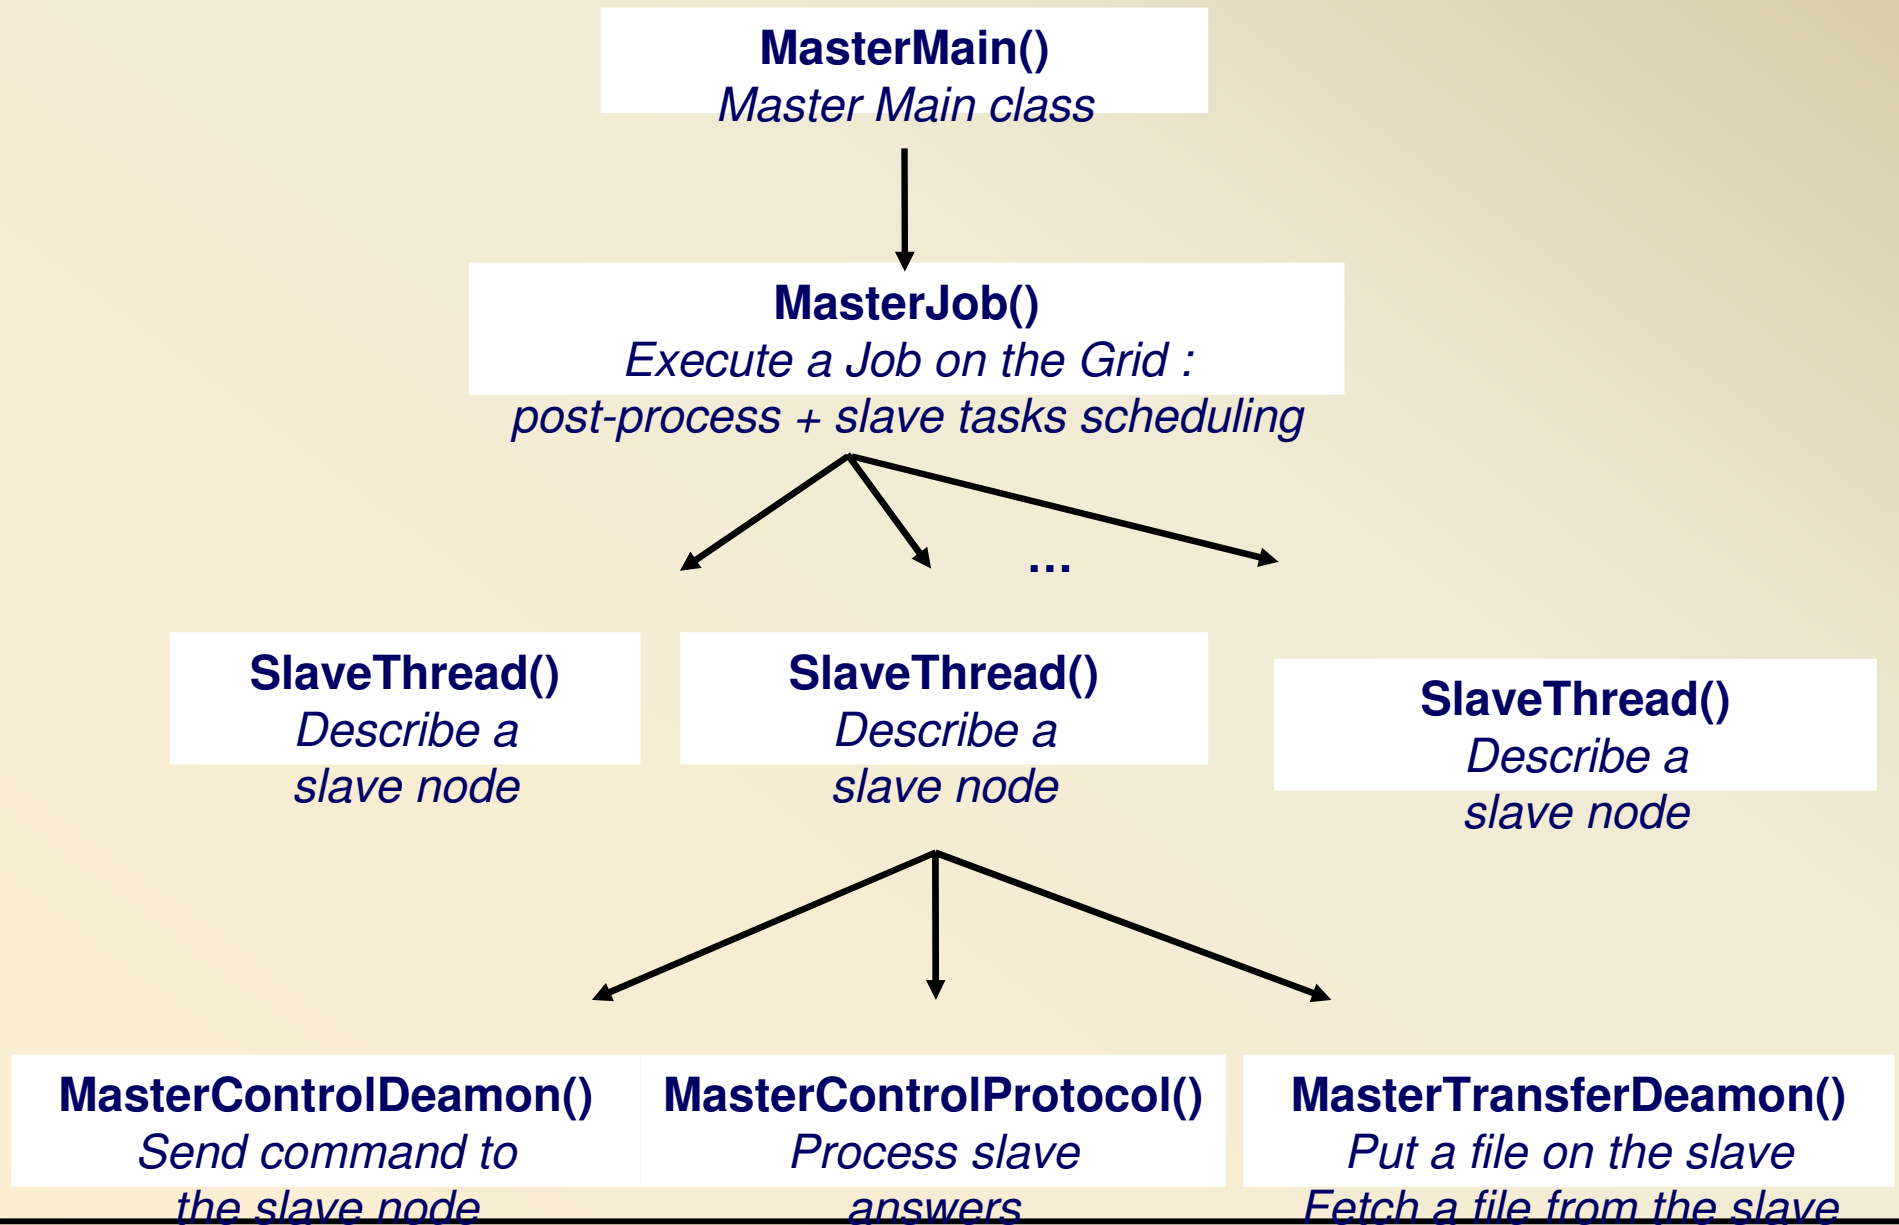 MasterMain()
Master Main class
MasterJob()
Execute a Job on the Grid :
post-process + slave tasks scheduling
...
SlaveThread()
Describe a
slave node
SlaveThread()
Describe a
slave node
SlaveThread()
Describe a
slave node
MasterControlDeamon()
Send command to
the slave node
MasterControlProtocol()
Process slave
answers
MasterTransferDeamon()
Put a file on the slave
Fetch a file from the slave